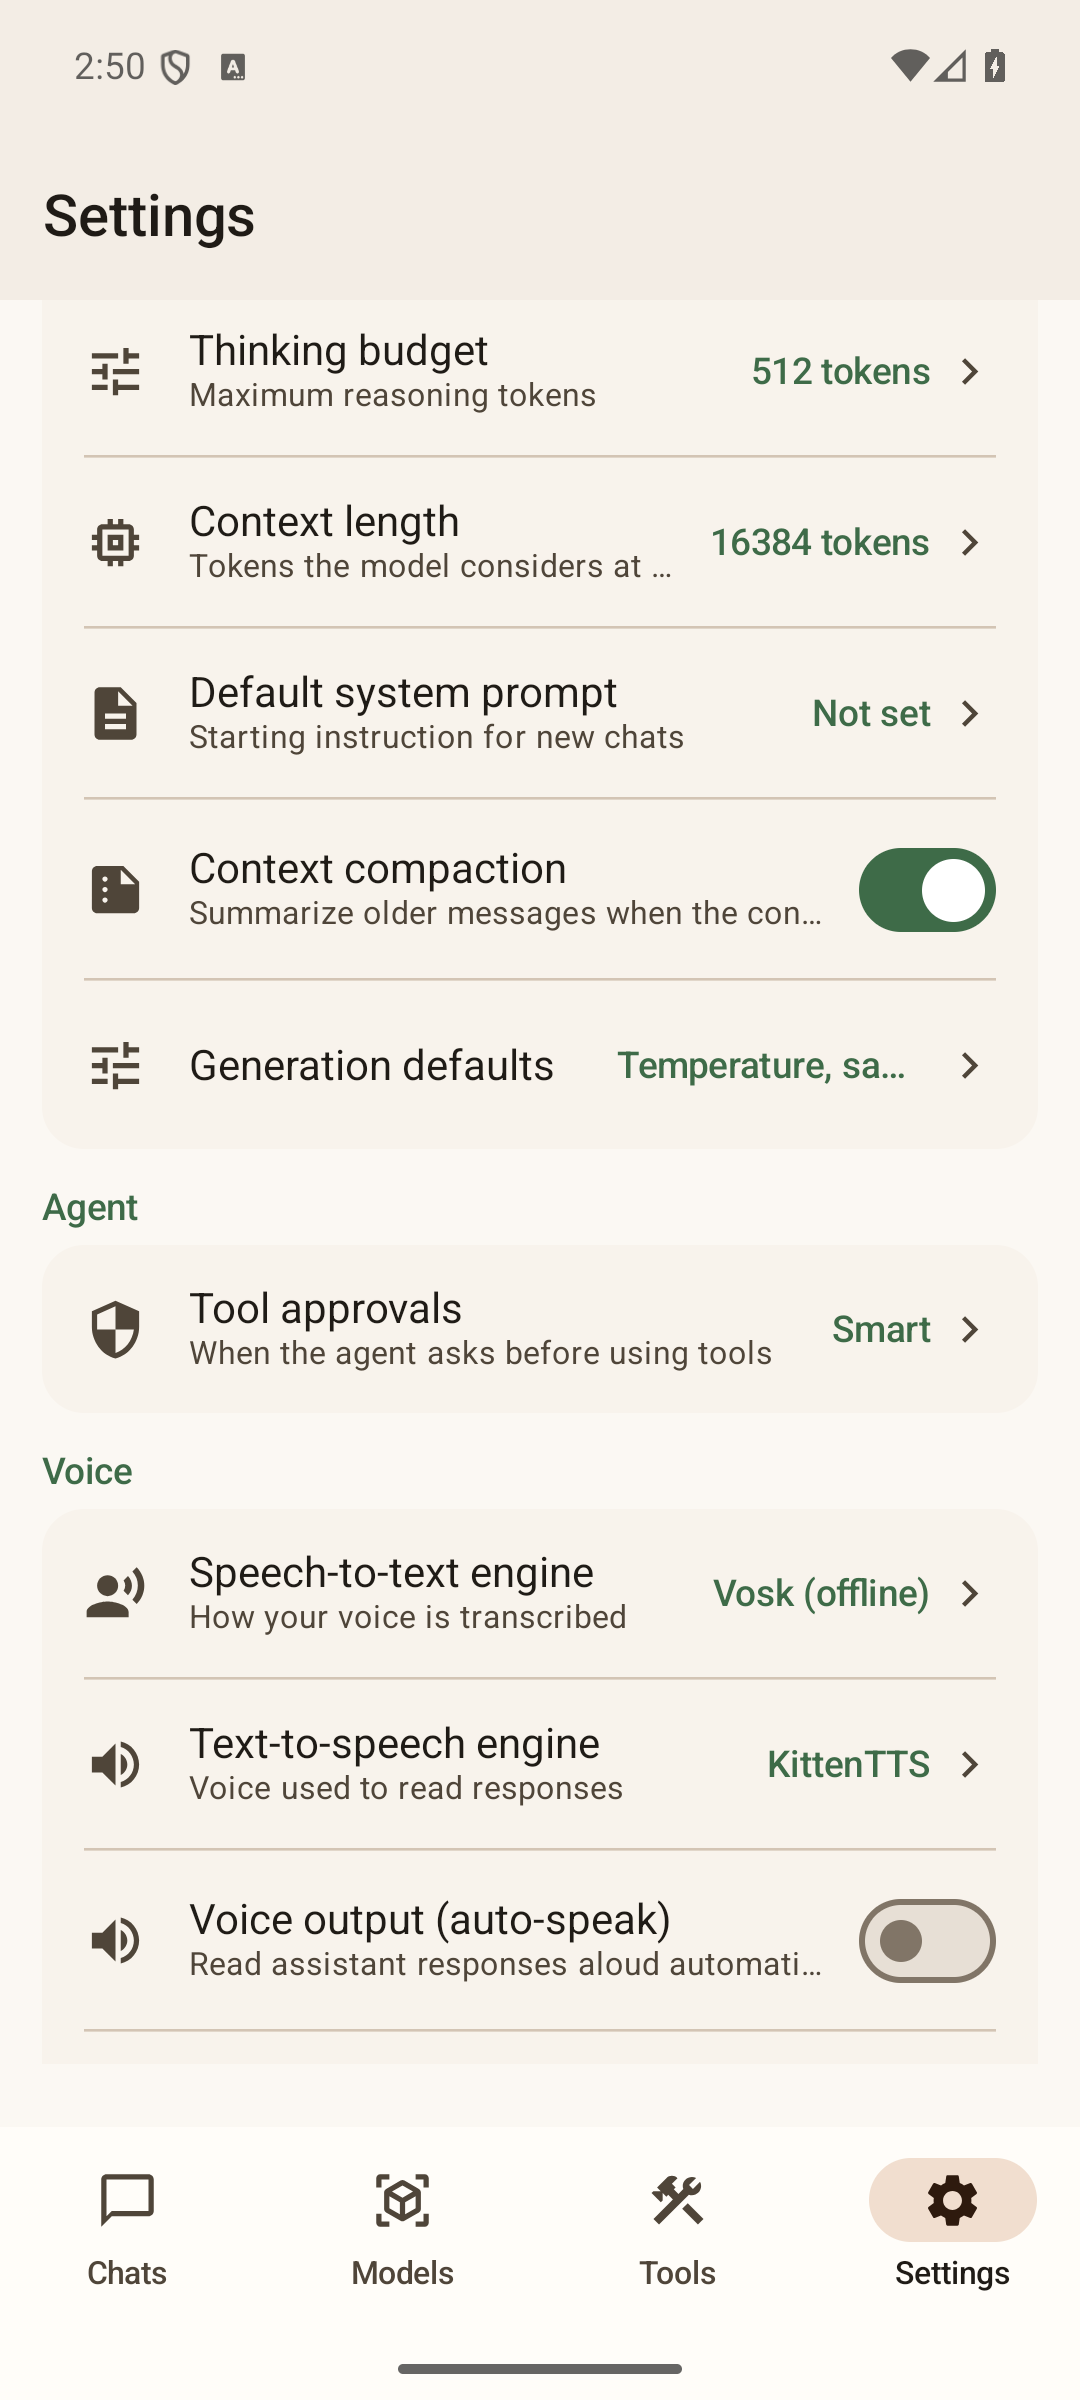 2:50
Settings
Thinking budget
Maximum reasoning tokens
512 tokens
Context length
Tokens the model considers at ...
16384 tokens
Default system prompt
Starting instruction for new chats
Not set
Context compaction
Summarize older messages when the con...
Generation defaults
Temperature, sa...
Agent
Tool approvals
When the agent asks before using tools
Smart
Voice
Speech-to-text engine
How your voice is transcribed
Vosk (offline)
Text-to-speech engine
Voice used to read responses
KittenTTS
Voice output (auto-speak)
Read assistant responses aloud automati...
Chats
Models
Tools
Settings